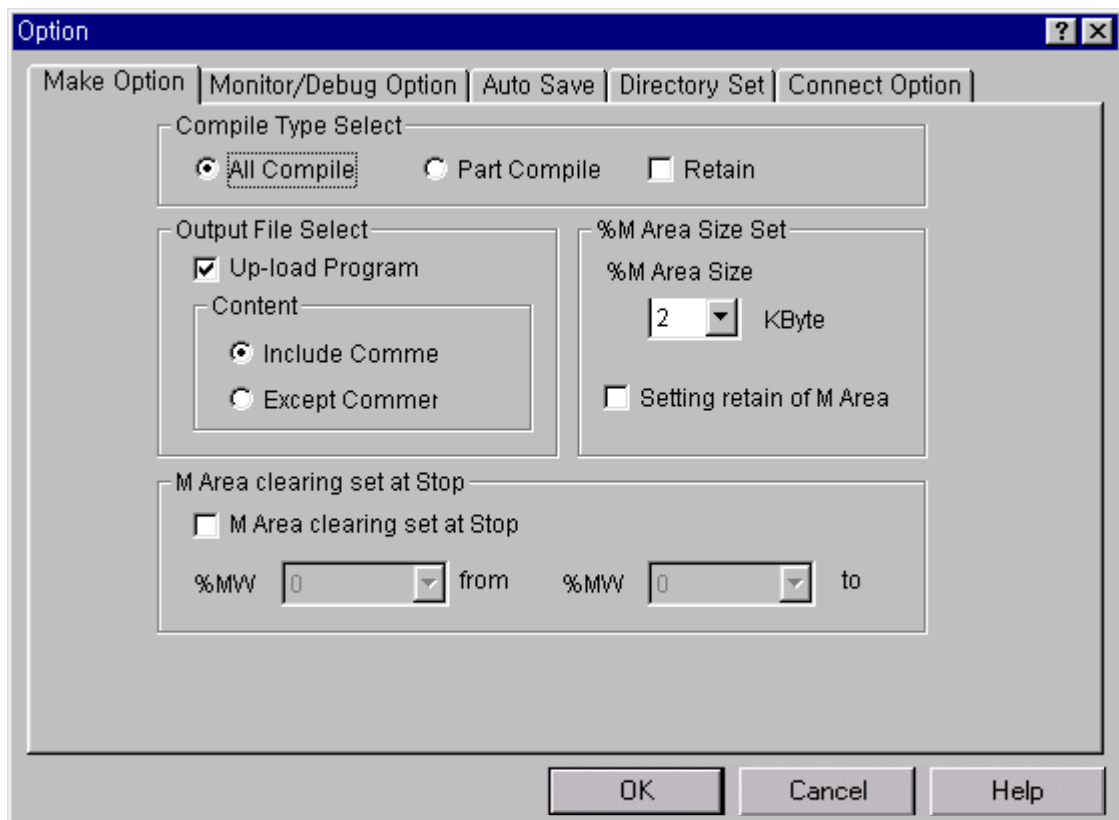 Option
Make Option Monitor/Debug Option Auto Save Directory Set Connect Option
Compile Type Select
All Compile Part Compile Retain
Output File Select
Up-load Program
Content
Include Comme
Except Commer
%M Area Size Set
%M Area Size
2 KByte
Setting retain of M Area
M Area clearing set at Stop
M Area clearing set at Stop
%MW 0 from %MW 0 to
OK Cancel Help